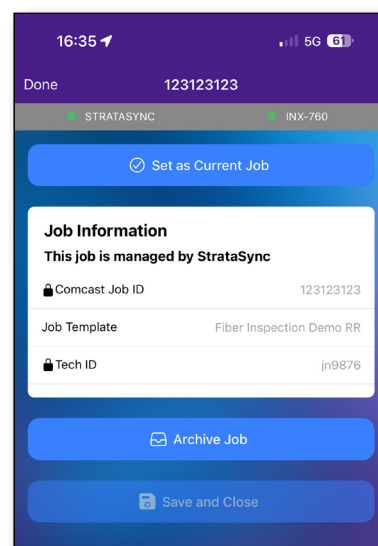 16:35 5G 61
Done 123123123
STRATASYNC INX-760
Set as Current Job
Job Information
This job is managed by StrataSync
Comcast Job ID 123123123
Job Template Fiber Inspection Demo RR
Tech ID jn9876
Archive Job
Save and Close